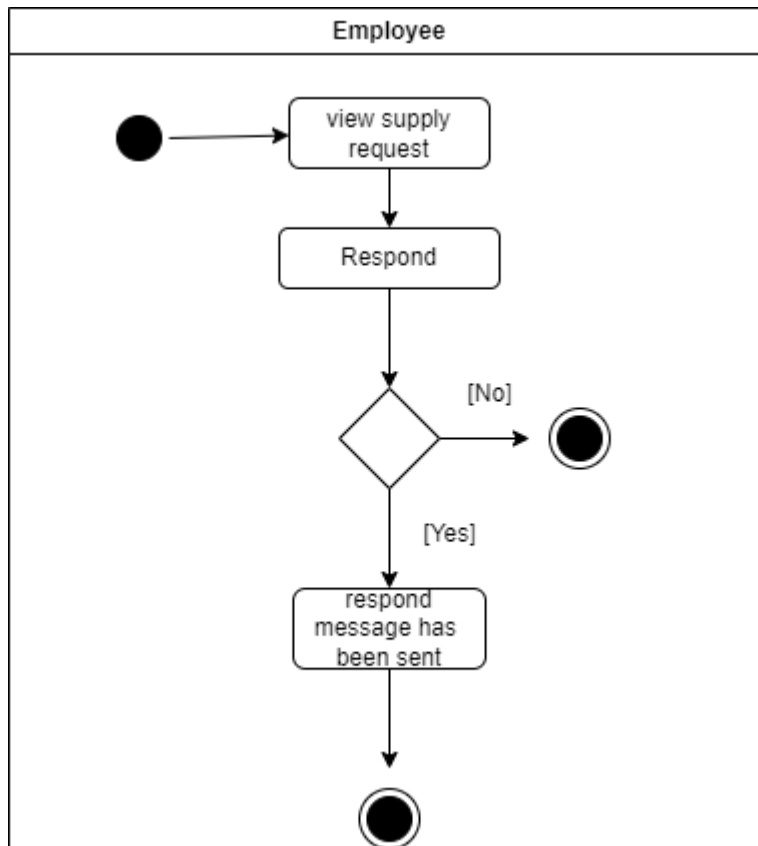 Employee
view supply
request
Respond
[No]
[Yes]
respond
message has
been sent